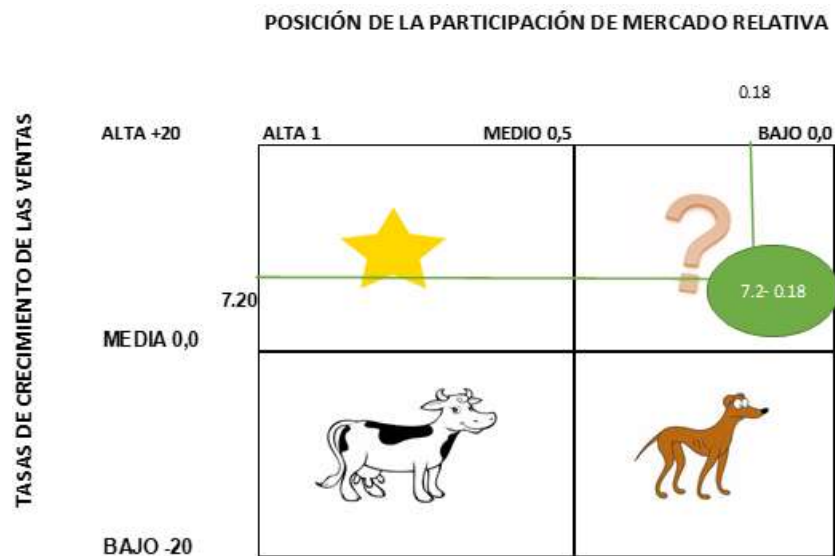 POSICIÓN DE LA PARTICIPACIÓN DE MERCADO RELATIVA
0.18
ALTA +20
ALTA 1
MEDIO 0,5
BAJO 0,0
TASAS DE CRECIMIENTO DE LAS VENTAS
?
7.20
7.2- 0.18
MEDIA 0,0
BAJO -20